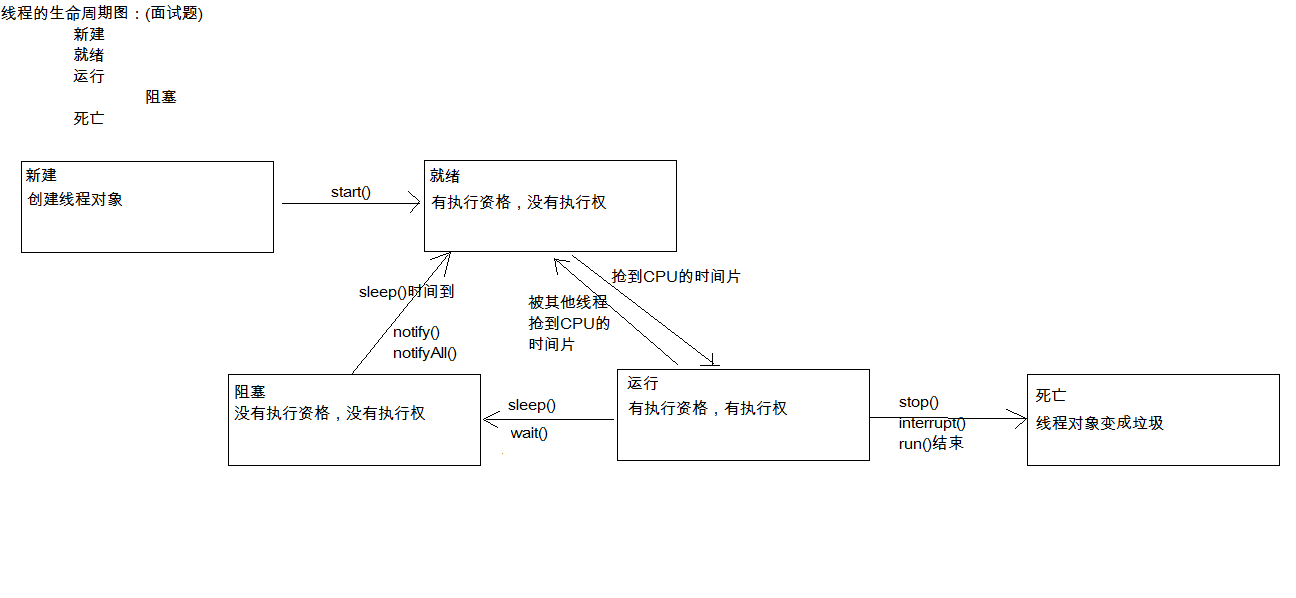 线程的生命周期图：(面试题)
新建
就绪
运行
阻塞
死亡
新建
创建线程对象
start()
就绪
有执行资格，没有执行权
抢到CPU的时间片
被其他线程
抢到CPU的
时间片
sleep()时间到
notify()
notifyAll()
阻塞
没有执行资格，没有执行权
sleep()
wait()
运行
有执行资格，有执行权
stop()
interrupt()
run()结束
死亡
线程对象变成垃圾